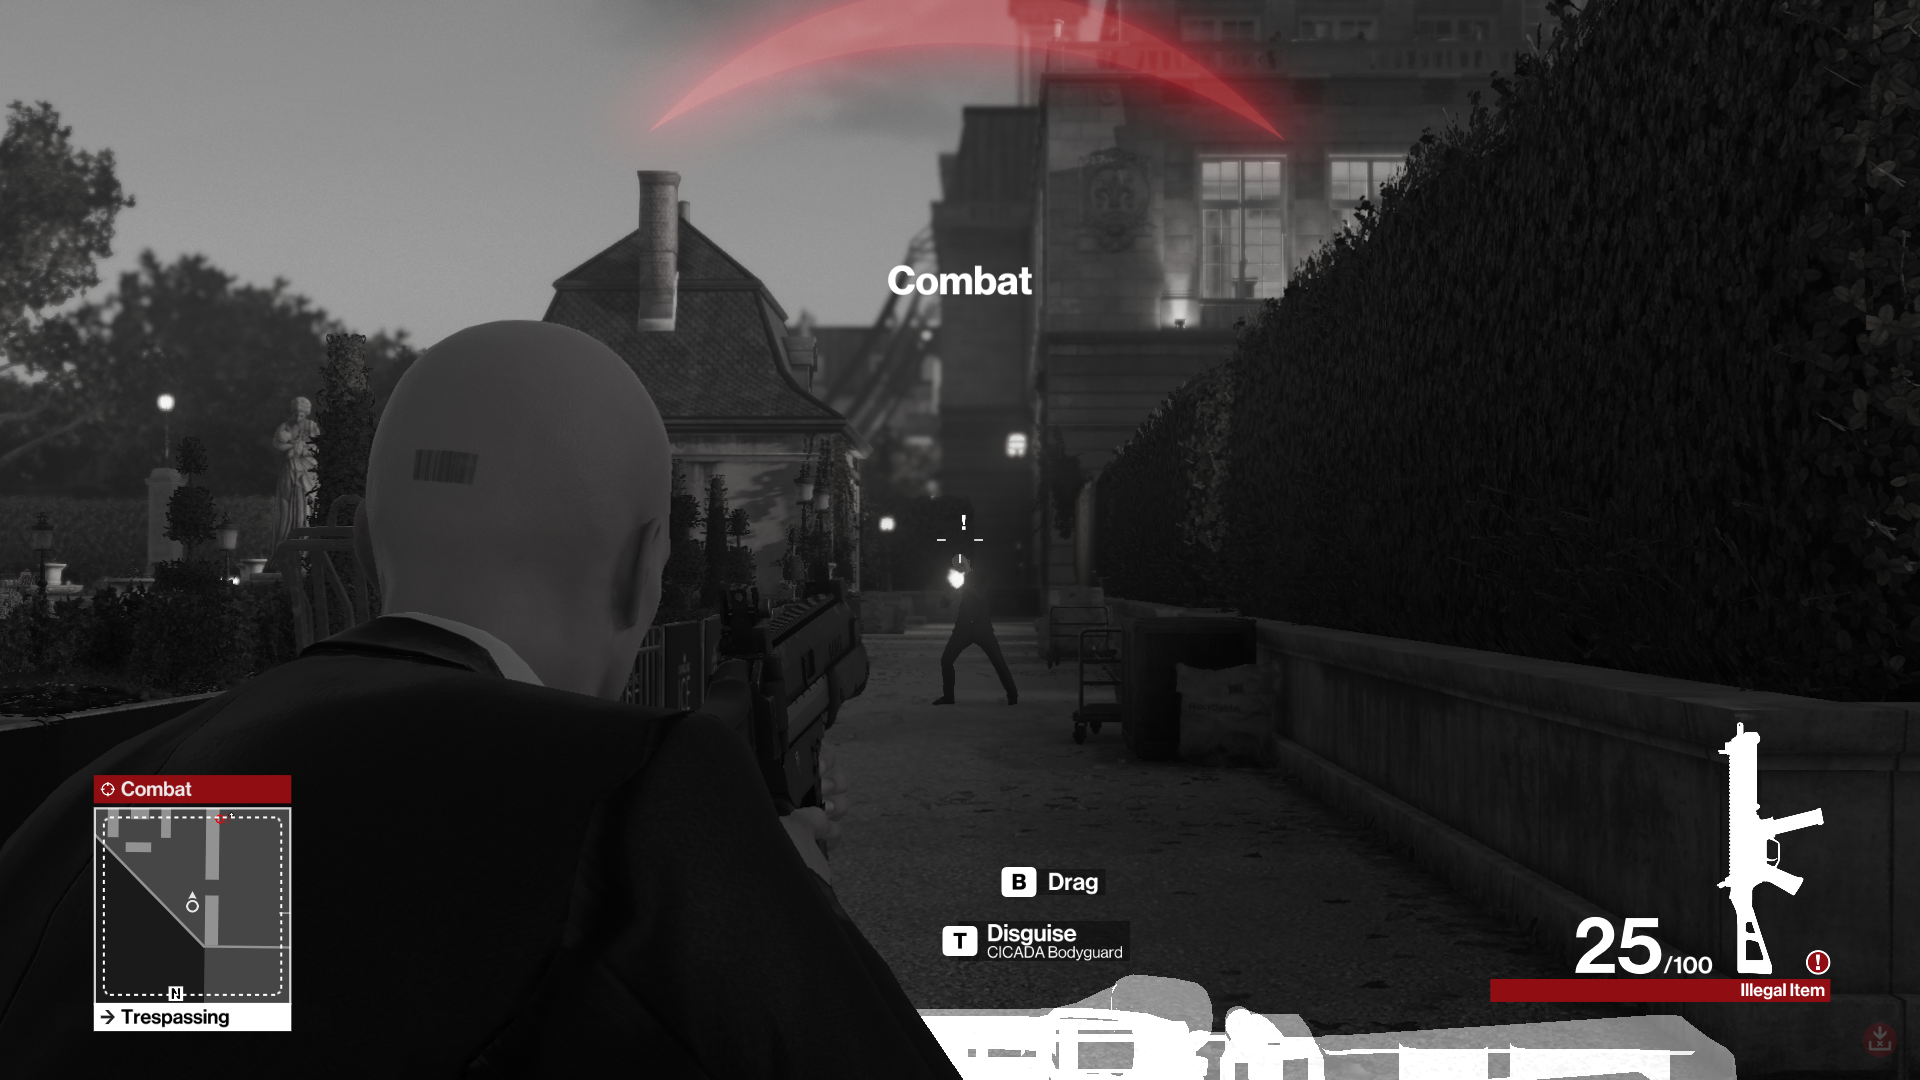 Combat
!
B Drag
T Disguise
CICADA Bodyguard
Combat
N
Trespassing
25/100
!
Illegal Item